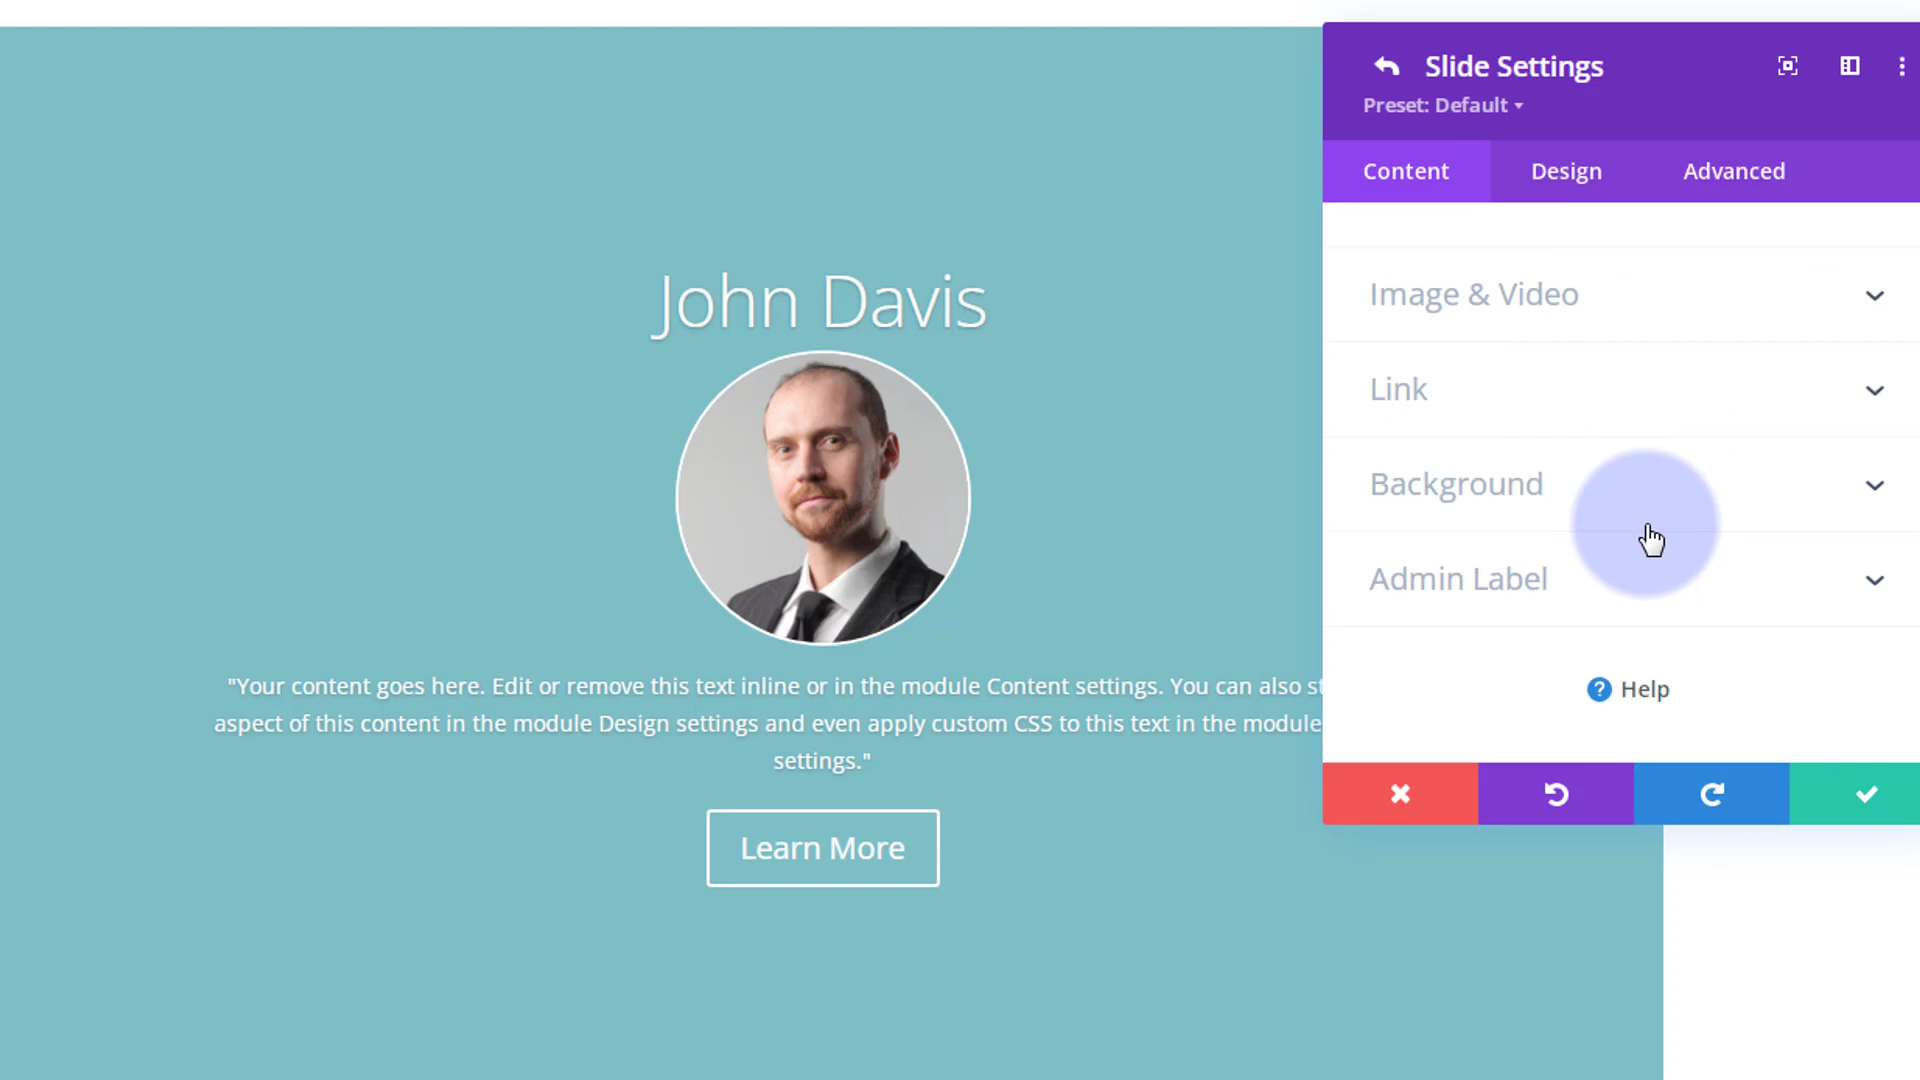 Slide Settings
Preset: Default
Content
Design
Advanced
John Davis
Image & Video
Link
Background
Admin Label
"Your content goes here. Edit or remove this text inline or in the module Content settings. You can also
aspect of this content in the module Design settings and even apply custom CSS to this text in the module
settings."
? Help
Learn More